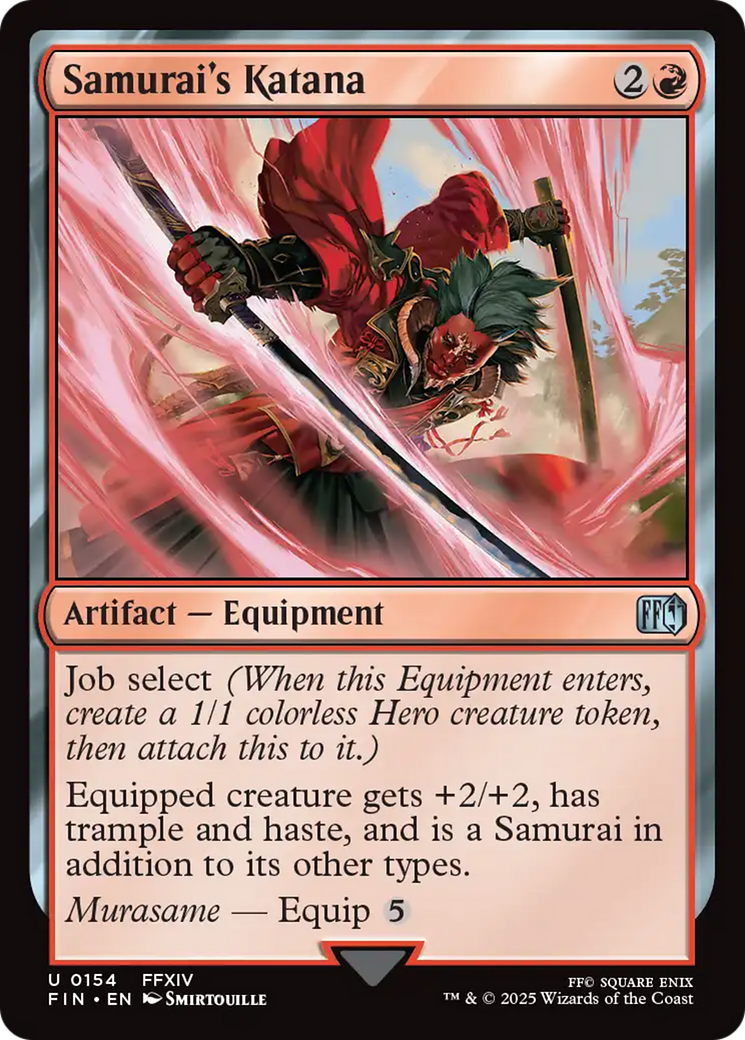 Samurai's Katana 2
Artifact — Equipment FF
Job select (When this Equipment enters,
create a 1/1 colorless Hero creature token,
then attach this to it.)
Equipped creature gets +2/+2, has
trample and haste, and is a Samurai in
addition to its other types.
Murasame — Equip 5
U 0154 FFXIV
FIN • EN Smirtouille
FF© SQUARE ENIX
™ & © 2025 Wizards of the Coast